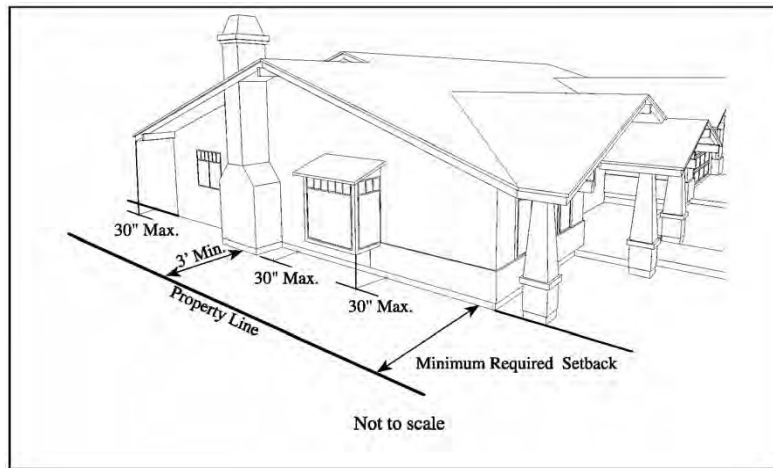 30" Max.
3' Min.
30" Max.
30" Max.
Property Line
Minimum Required Setback
Not to scale